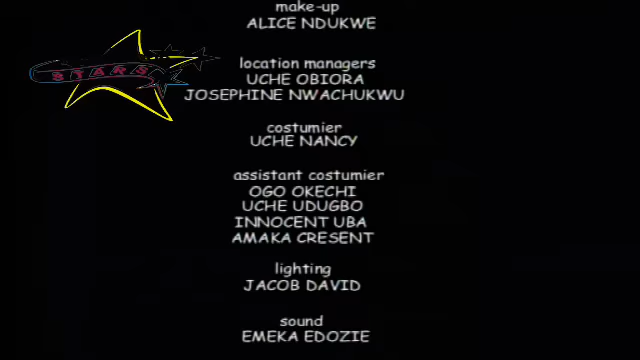 make-up
ALICE NDUKWE
STARS
location managers
UCHE OBIORA
JOSEPHINE NWACHUKWU
costumier
UCHE NANCY
assistant costumier
OGO OKECHI
UCHE UDUGBO
INNOCENT UBA
AMAKA CRESENT
lighting
JACOB DAVID
sound
EMEKA EDOZIE